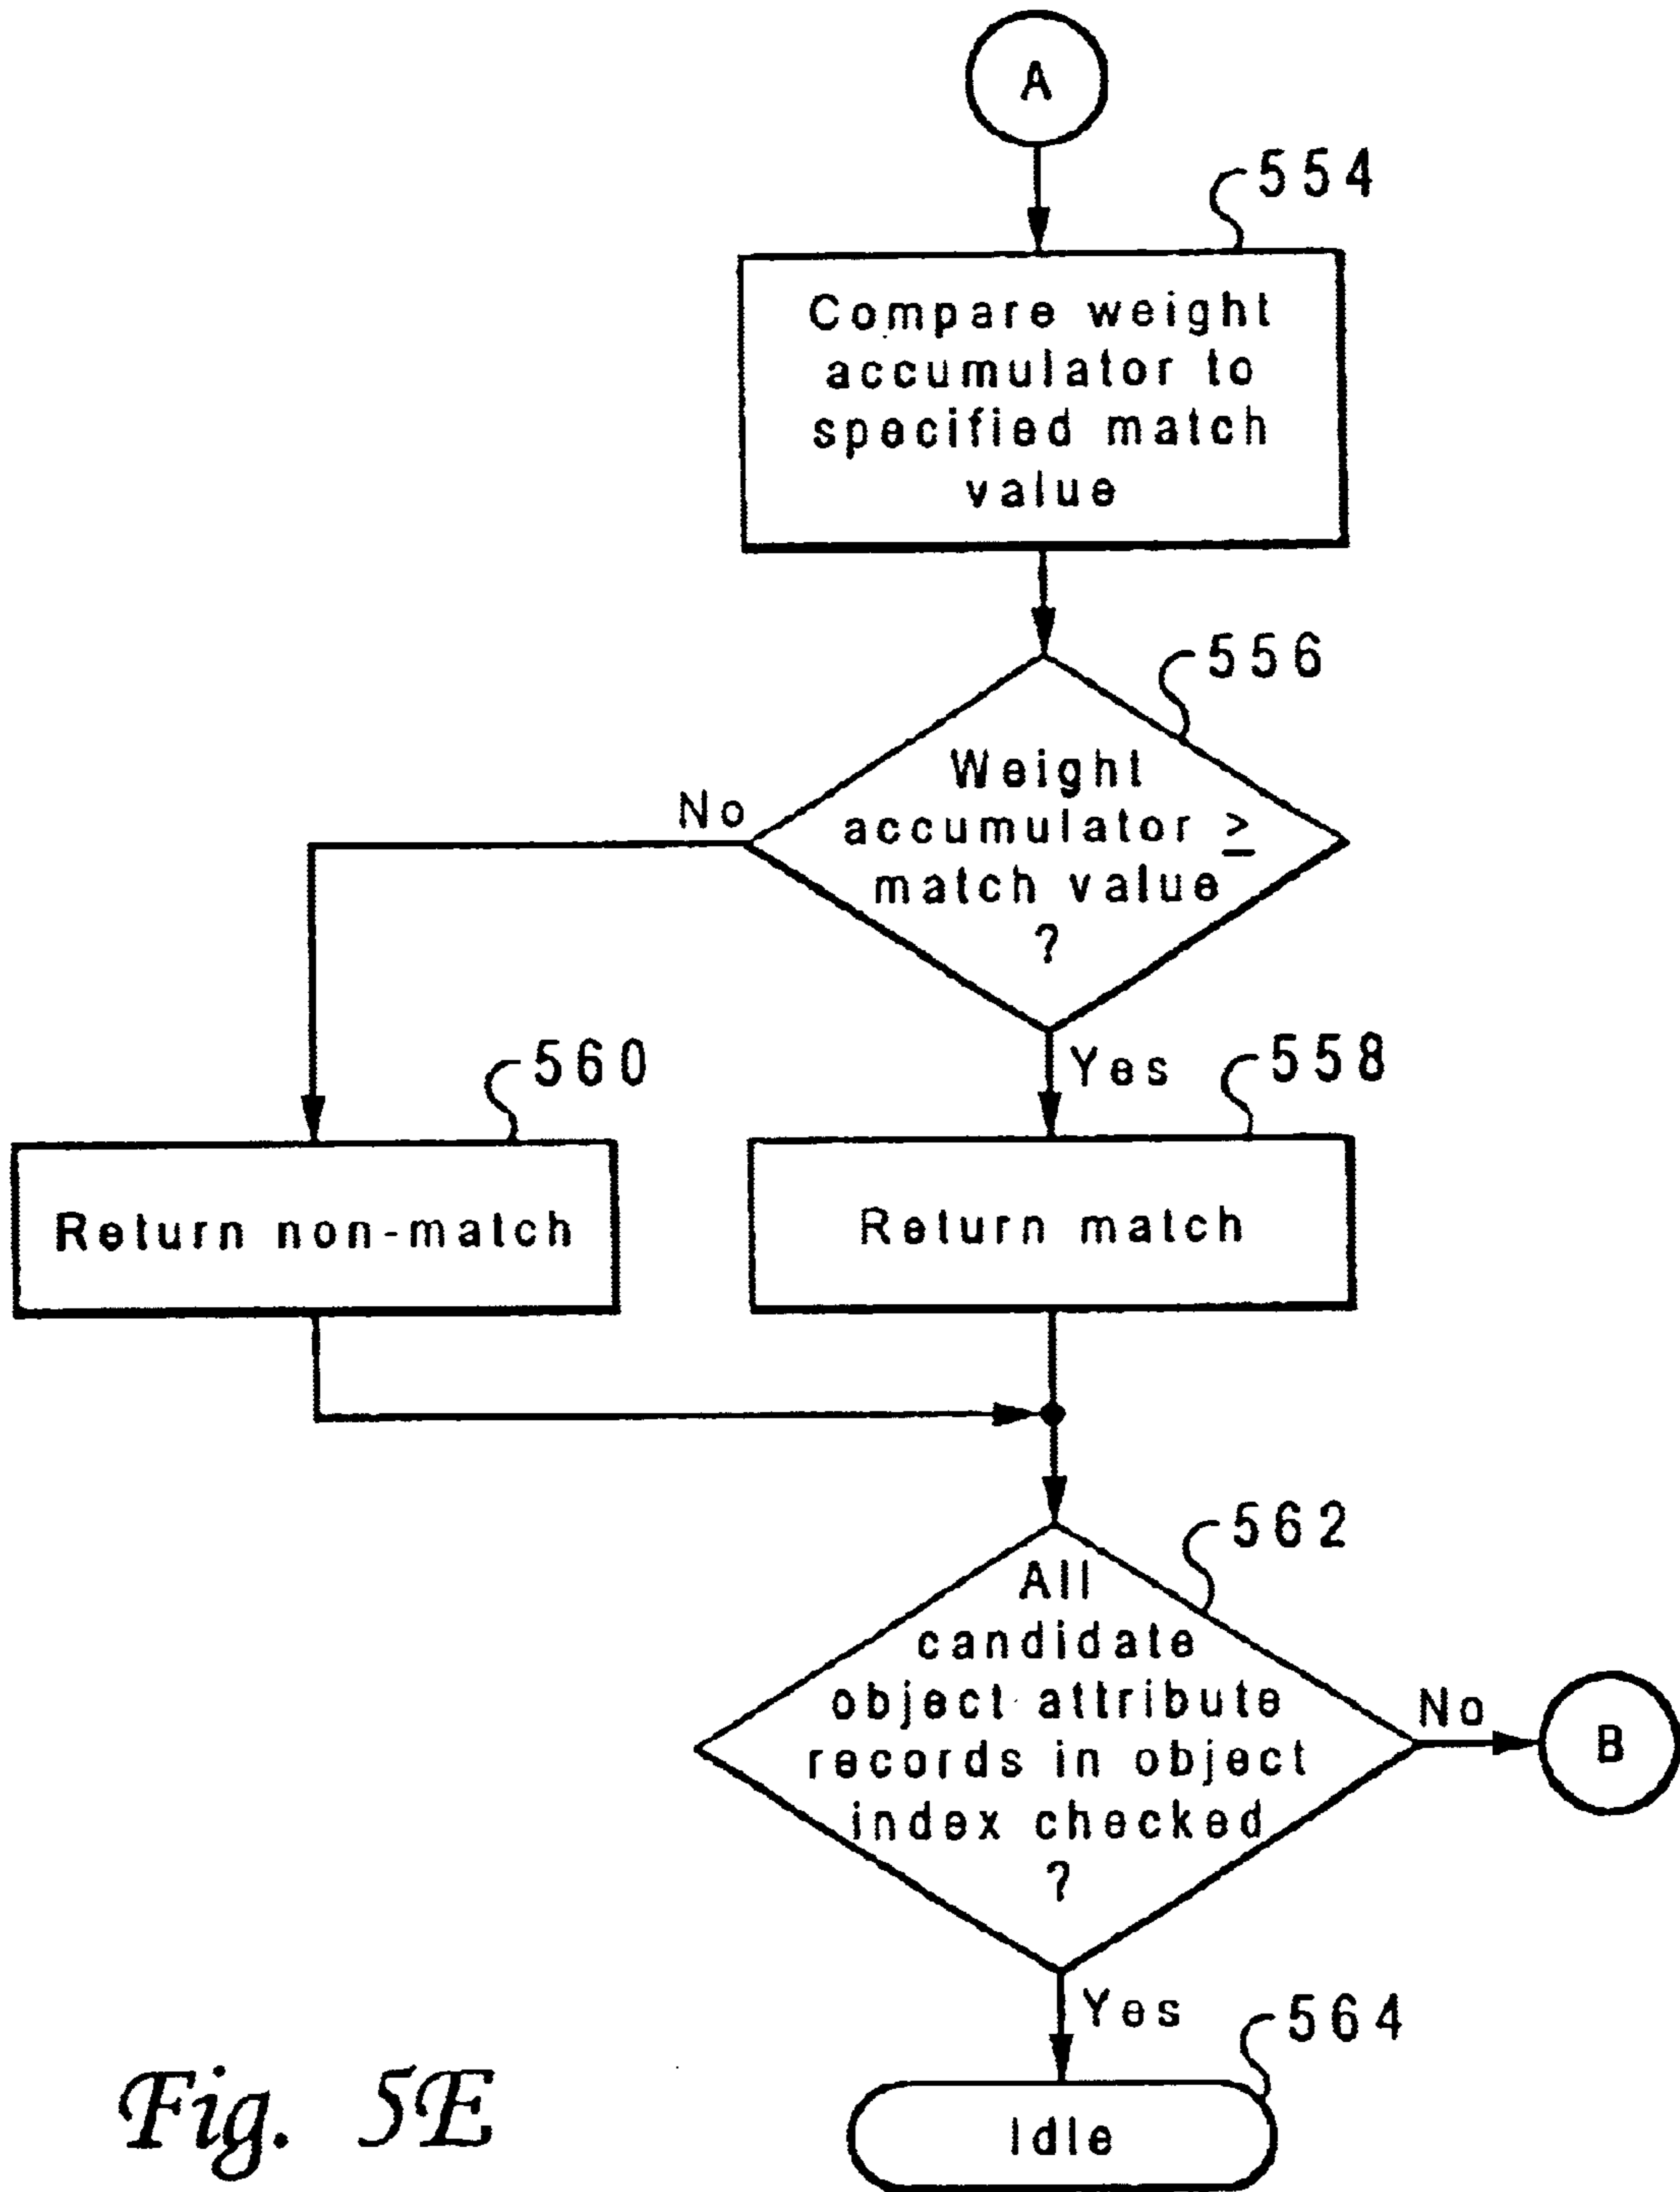 A
554
Compare weight
accumulator to
specified match
value
556
Weight
accumulator ≥
match value
?
No
Yes
560
558
Return non-match
Return match
562
All
candidate
object attribute
records in object
index checked
?
No
B
Yes
564
Idle
Fig. 5E